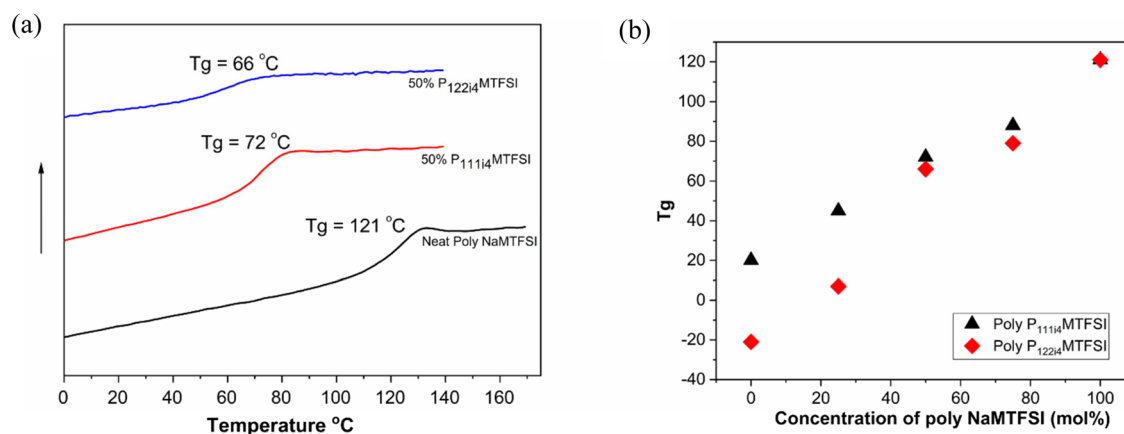 (a)
Tg = 66 °C
50% P₁₂₂ᵢ₄MTFSI
Tg = 72 °C
50% P₁₁₁ᵢ₄MTFSI
Tg = 121 °C
Neat Poly NaMTFSI
0 20 40 60 80 100 120 140 160
Temperature °C
(b)
Tg
120
100
80
60
40
20
0
-20
-40
Poly P₁₁₁ᵢ₄MTFSI
Poly P₁₂₂ᵢ₄MTFSI
0 20 40 60 80 100
Concentration of poly NaMTFSI (mol%)